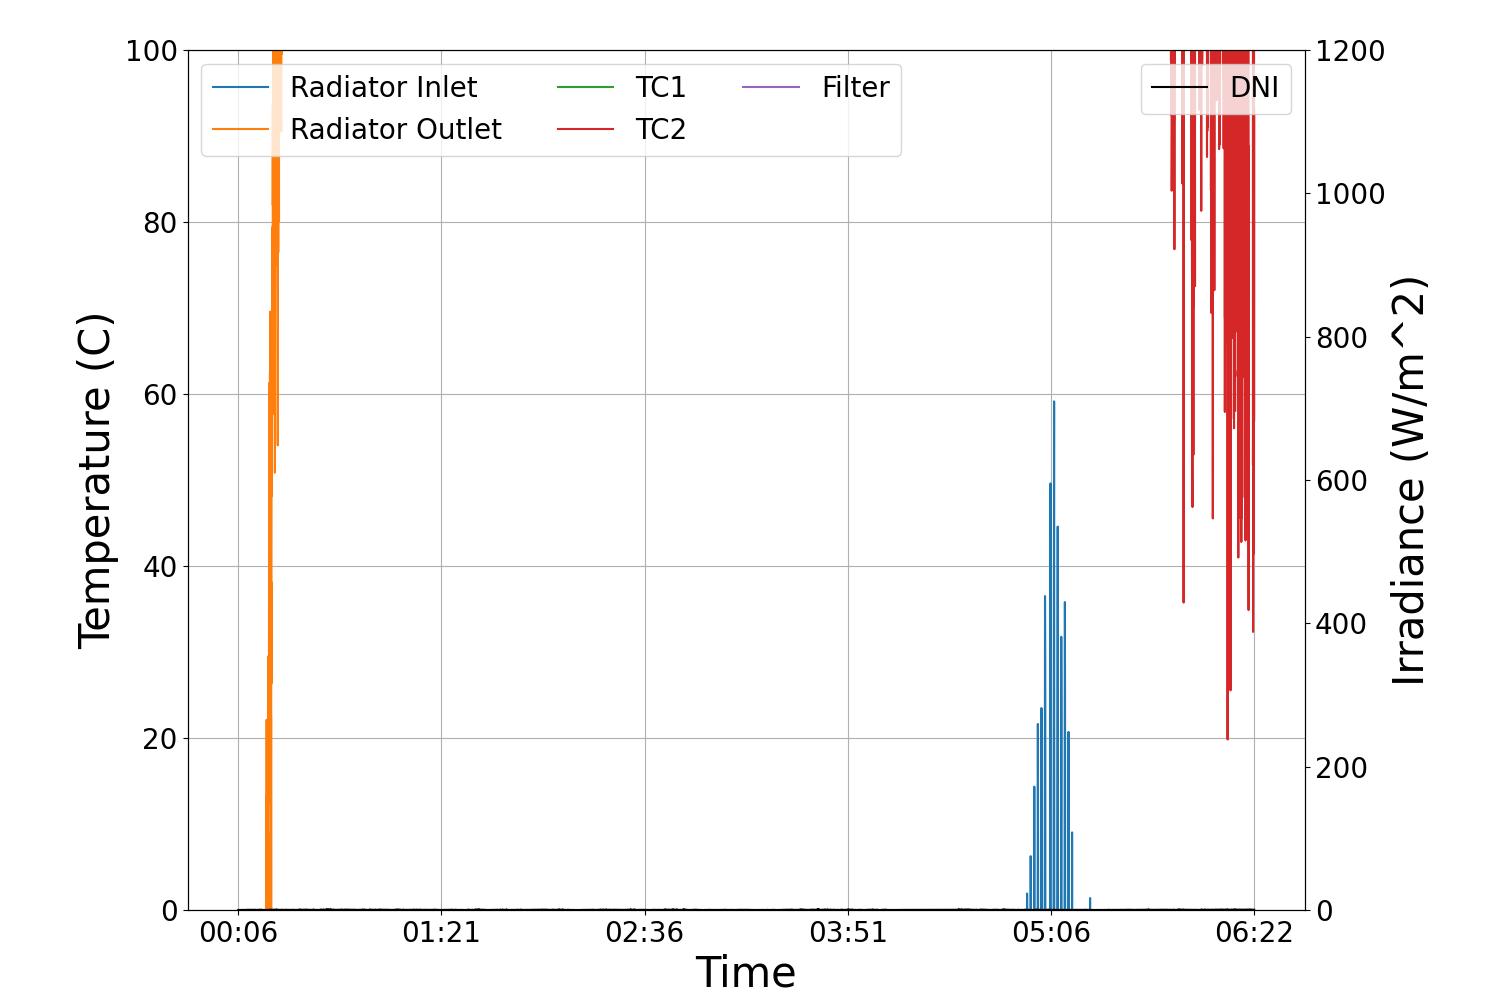 100
80
60
40
20
0
Temperature (C)
Radiator Inlet
Radiator Outlet
TC1
TC2
Filter
DNI
1200
1000
800
600
400
200
0
Irradiance (W/m^2)
00:06 01:21 02:36 03:51 05:06 06:22
Time